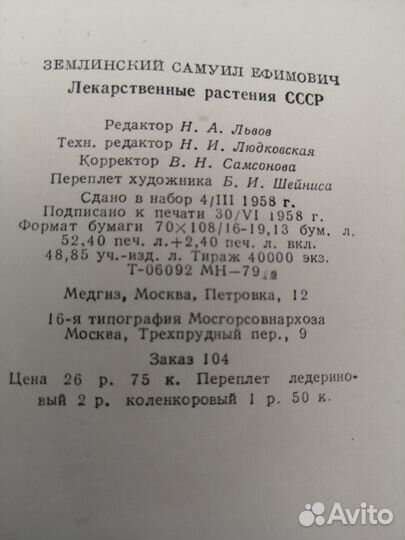 ЗЕМЛИНСКИЙ САМУИЛ ЕФИМОВИЧ
Лекарственные растения СССР
Редактор Н. А. Львов
Техн. редактор Н. И. Людковская
Корректор В. Н. Самсонова
Переплет художника Б. И. Шейниса
Сдано в набор 4/III 1958 г.
Подписано к печати 30/VI 1958 г.
Формат бумаги 70×108/16-19,13 бум. л.
52.40 печ. л.+2,40 печ. л. вкл.
48,85 уч.-изд. л. Тираж 40000 экз.
Т-06092 МН—79
Медгиз, Москва, Петровка, 12
16-я типография Мосгорсовнархоза
Москва, Трехпрудный пер., 9
Заказ 104
Цена 26 р. 75 к. Переплет ледерино-
вый 2 р. коленкоровый 1 р. 50 к.
Avito